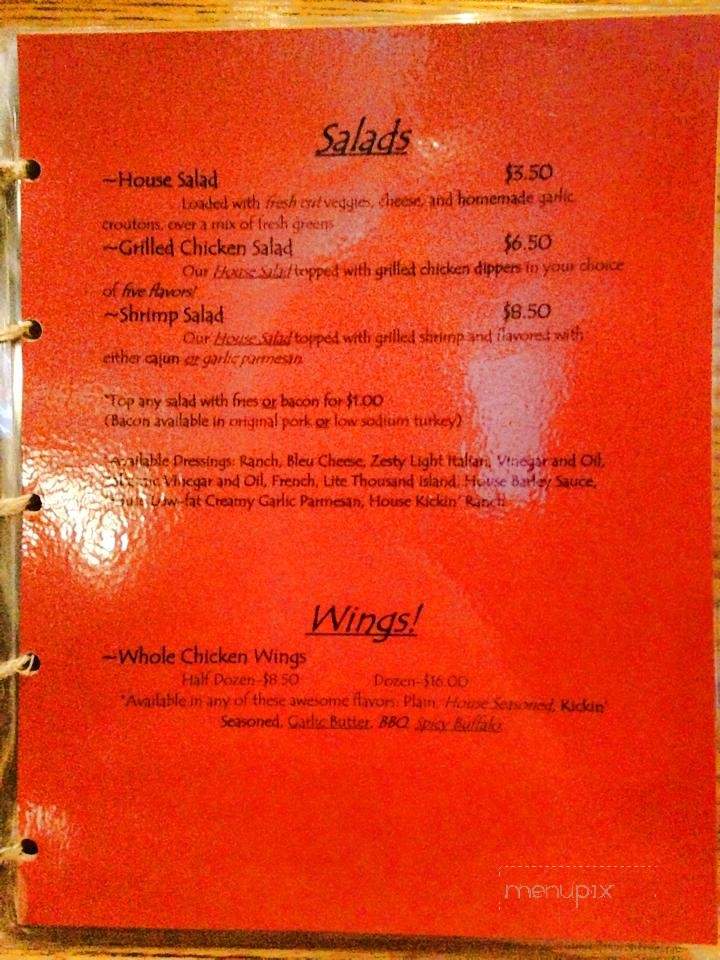 Salads
~House Salad $3.50
Loaded with fresh cut veggies, cheese, and homemade garlic
croutons, over a mix of fresh greens
~Grilled Chicken Salad $6.50
Our House Salad topped with grilled chicken dippers in your choice
of five flavors!
~Shrimp Salad $8.50
Our House Salad topped with grilled shrimp and flavored with
either cajun or garlic parmesan
*Top any salad with fries or bacon for $1.00
(Bacon available in original pork or low sodium turkey)
*Available Dressings: Ranch, Bleu Cheese, Zesty Light Italian, Vinegar and Oil,
Vinegar and Oil, French, Lite Thousand Island, House Barley Sauce,
Low-fat Creamy Garlic Parmesan, House Kickin' Ranch
Wings!
~Whole Chicken Wings
Half Dozen-$8.50 Dozen-$16.00
*Available in any of these awesome flavors: Plain, House Seasoned, Kickin'
Seasoned, Garlic Butter, BBQ, Spicy Buffalo
menupix